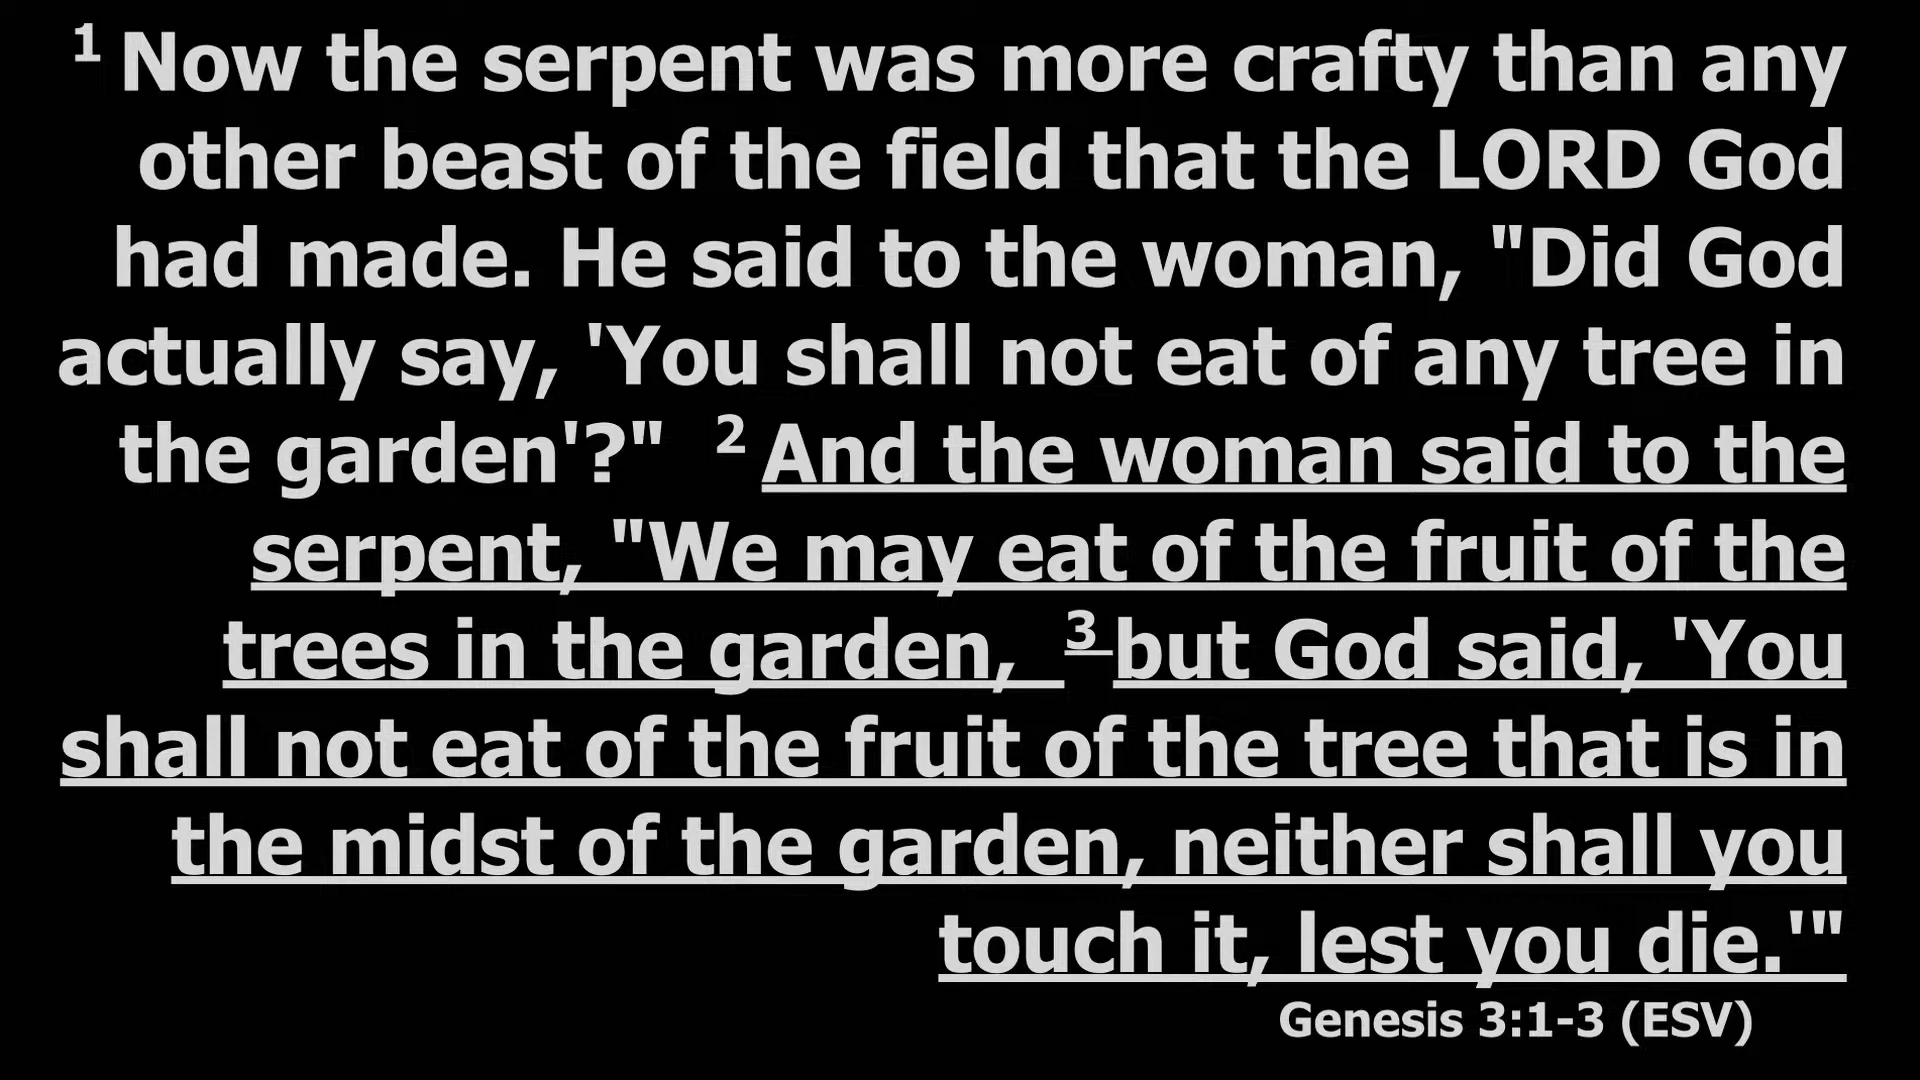 1 Now the serpent was more crafty than any
other beast of the field that the LORD God
had made. He said to the woman, "Did God
actually say, 'You shall not eat of any tree in
the garden'?" 2 And the woman said to the
serpent, "We may eat of the fruit of the
trees in the garden, 3 but God said, 'You
shall not eat of the fruit of the tree that is in
the midst of the garden, neither shall you
touch it, lest you die.'"
Genesis 3:1-3 (ESV)